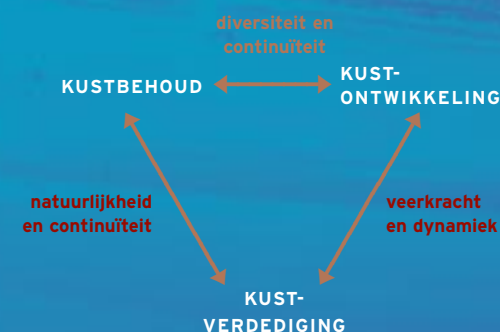 diversiteit en
continuïteit
KUSTBEHOUD
KUST-
ONTWIKKELING
natuurlijkheid
en continuïteit
veerkracht
en dynamiek
KUST-
VERDEDIGING